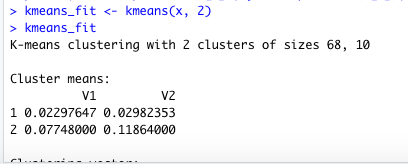 > kmeans_fit <- kmeans(x, 2)
> kmeans_fit
K-means clustering with 2 clusters of sizes 68, 10
Cluster means:
V1 V2
1 0.02297647 0.02982353
2 0.07748000 0.11864000